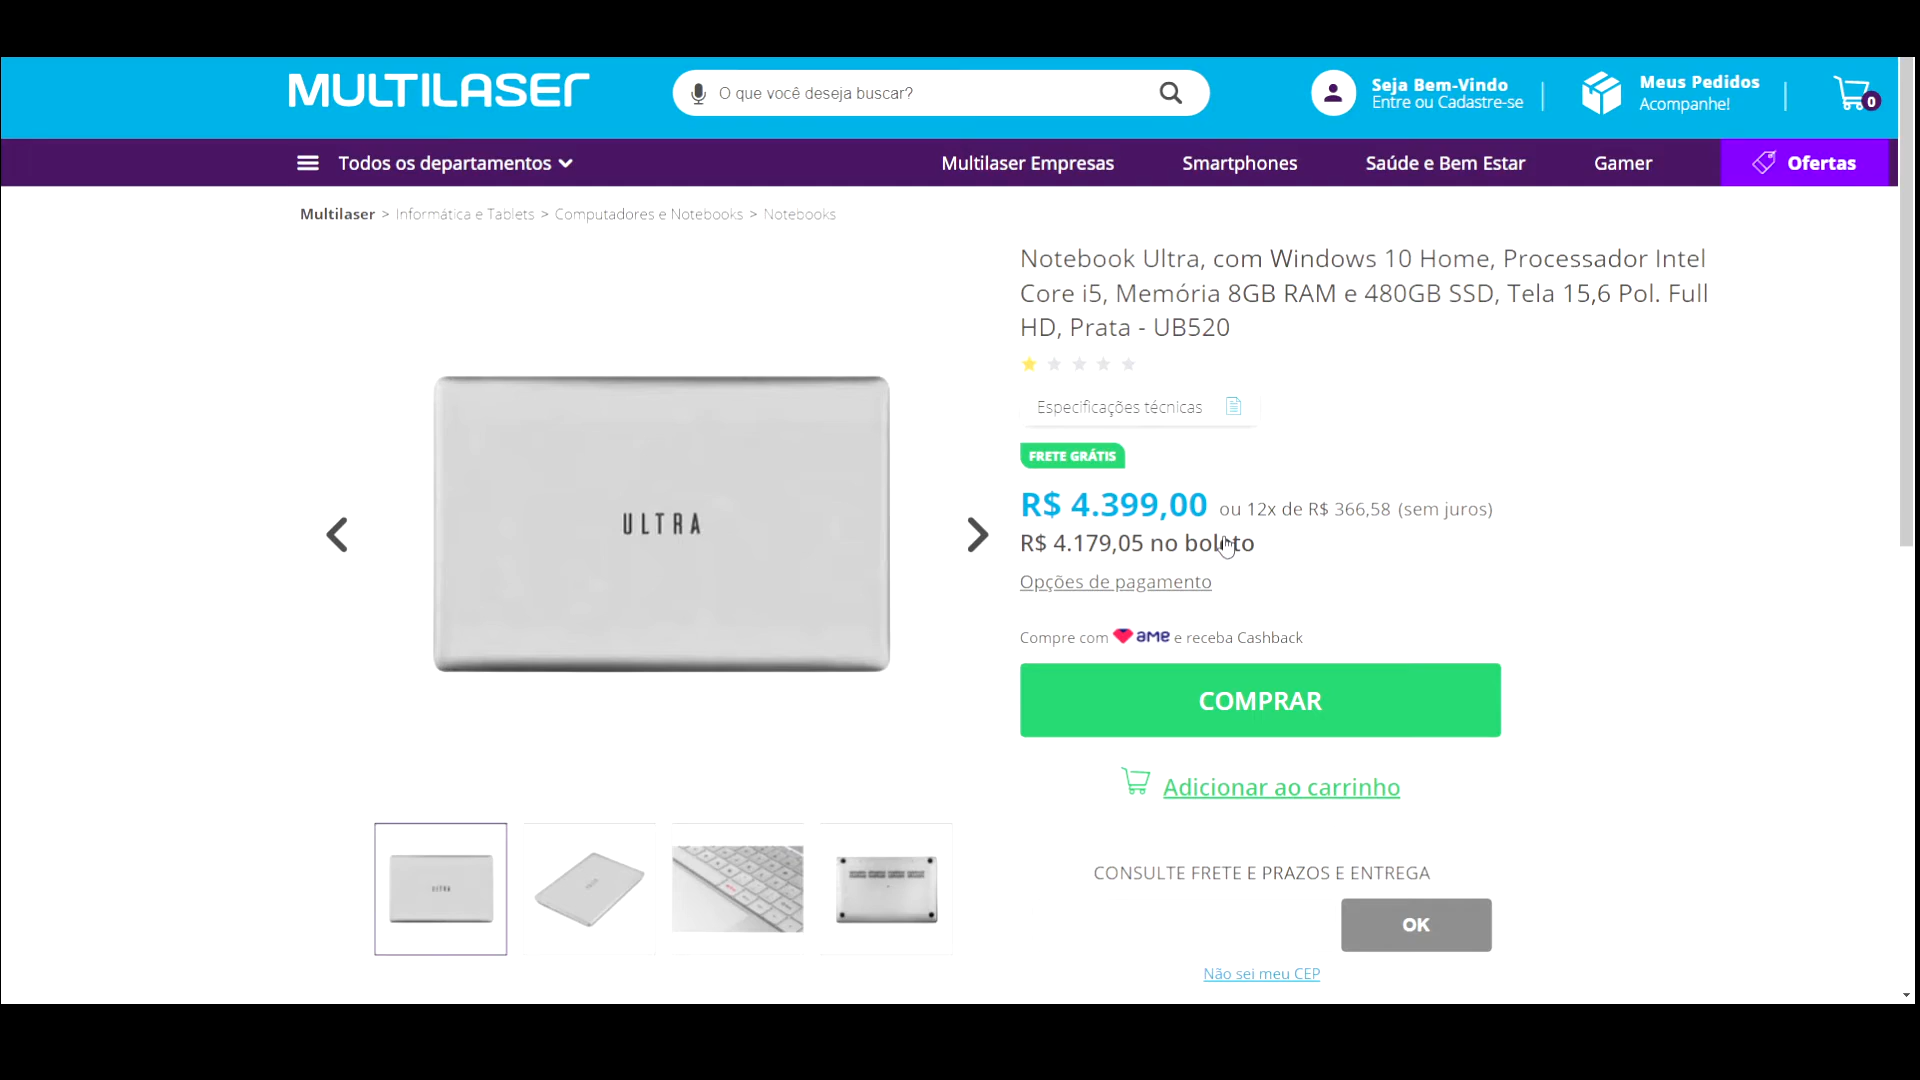 MULTILASER
O que você deseja buscar?
Seja Bem-Vindo
Entre ou Cadastre-se
Meus Pedidos
Acompanhe!
0
Todos os departamentos
Multilaser Empresas
Smartphones
Saúde e Bem Estar
Gamer
Ofertas
Multilaser > Informática e Tablets > Computadores e Notebooks > Notebooks
Notebook Ultra, com Windows 10 Home, Processador Intel
Core i5, Memória 8GB RAM e 480GB SSD, Tela 15,6 Pol. Full
HD, Prata - UB520
Especificações técnicas
FRETE GRÁTIS
R$ 4.399,00 ou 12x de R$ 366,58 (sem juros)
R$ 4.179,05 no boleto
Opções de pagamento
Compre com ame e receba Cashback
COMPRAR
Adicionar ao carrinho
ULTRA
ULTRA
CONSULTE FRETE E PRAZOS E ENTREGA
OK
Não sei meu CEP